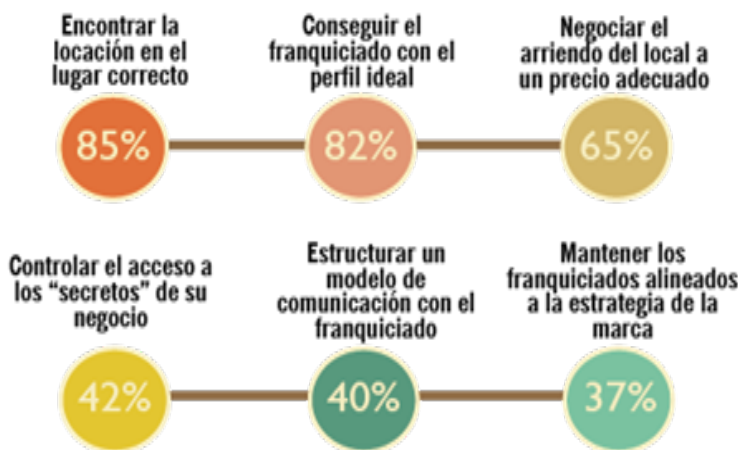 Encontrar la
locación en el
lugar correcto
85%
Conseguir el
franquiciado con el
perfil ideal
82%
Negociar el
arriendo del local a
un precio adecuado
65%
Controlar el acceso a
los “secretos” de su
negocio
42%
Estructurar un
modelo de
comunicación con el
franquiciado
40%
Mantener los
franquiciados alineados
a la estrategia de la
marca
37%